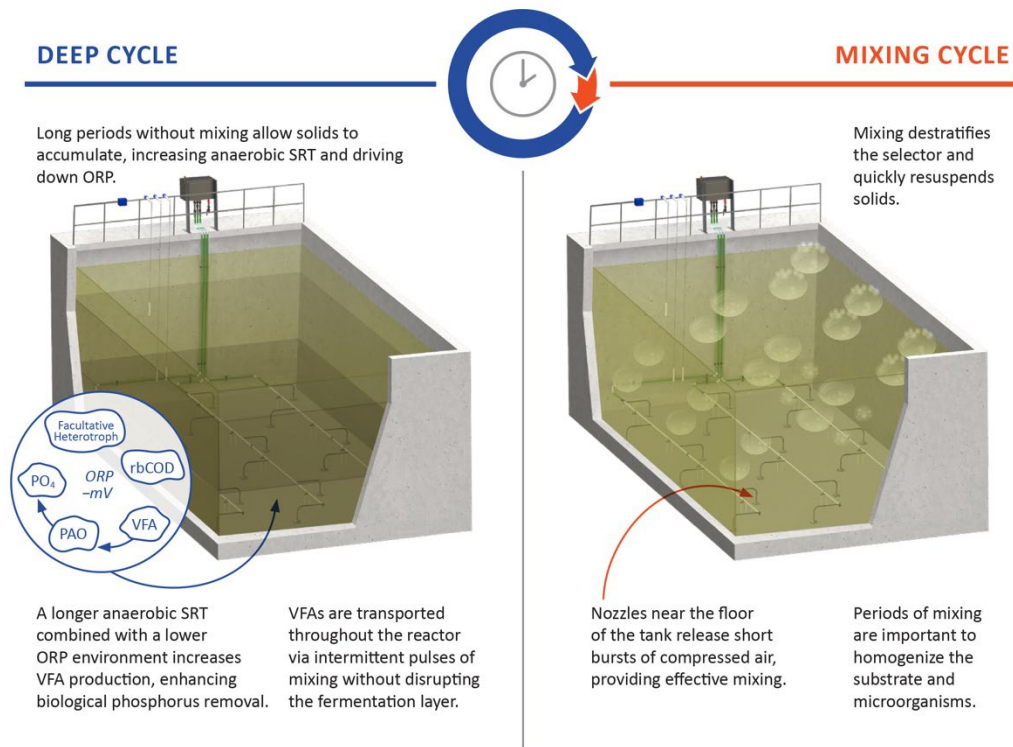 DEEP CYCLE
MIXING CYCLE
Long periods without mixing allow solids to
accumulate, increasing anaerobic SRT and driving
down ORP.
Mixing destratifies
the selector and
quickly resuspends
solids.
Facultative
Heterotroph
rbCOD
ORP
–mV
PO₄
PAO
VFA
A longer anaerobic SRT
combined with a lower
ORP environment increases
VFA production, enhancing
biological phosphorus removal.
VFAs are transported
throughout the reactor
via intermittent pulses of
mixing without disrupting
the fermentation layer.
Nozzles near the floor
of the tank release short
bursts of compressed air,
providing effective mixing.
Periods of mixing
are important to
homogenize the
substrate and
microorganisms.